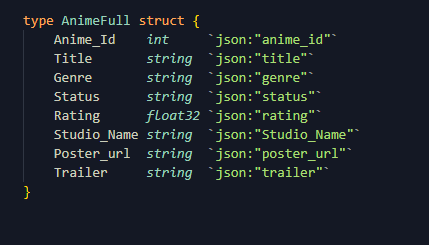 type AnimeFull struct {
    Anime_Id    int     `json:"anime_id"`
    Title       string  `json:"title"`
    Genre       string  `json:"genre"`
    Status      string  `json:"status"`
    Rating      float32 `json:"rating"`
    Studio_Name string  `json:"Studio_Name"`
    Poster_url  string  `json:"poster_url"`
    Trailer     string  `json:"trailer"`
}